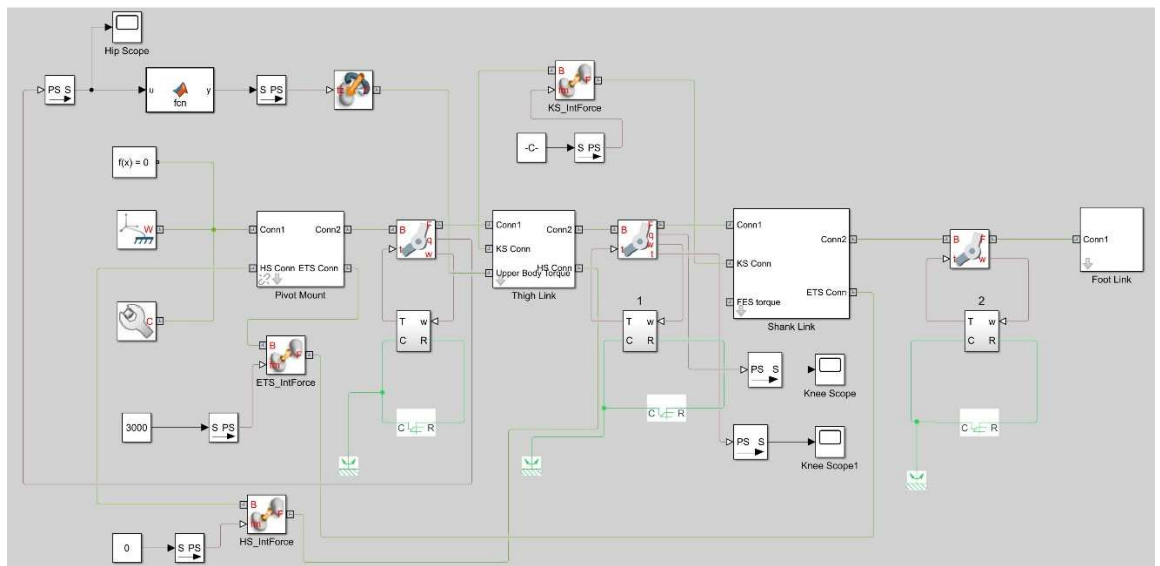 Hip Scope
PS S
u
fcn
y
S PS
B
F
KS_IntForce
-C-
S PS
f(x) = 0
W
Conn1
Conn2
HS Conn
ETS Conn
Pivot Mount
B
t
F
q
w
Conn1
Conn2
KS Conn
HS Conn
Upper Body Torque
Thigh Link
B
t
F
q
w
t
Conn1
Conn2
KS Conn
ETS Conn
FES torque
Shank Link
B
t
F
w
Conn1
Foot Link
C
1
2
T w
C R
T w
C R
T w
C R
B
F
ETS_IntForce
3000
S PS
C R
C R
C R
PS S
Knee Scope
PS S
Knee Scope1
B
F
HS_IntForce
0
S PS